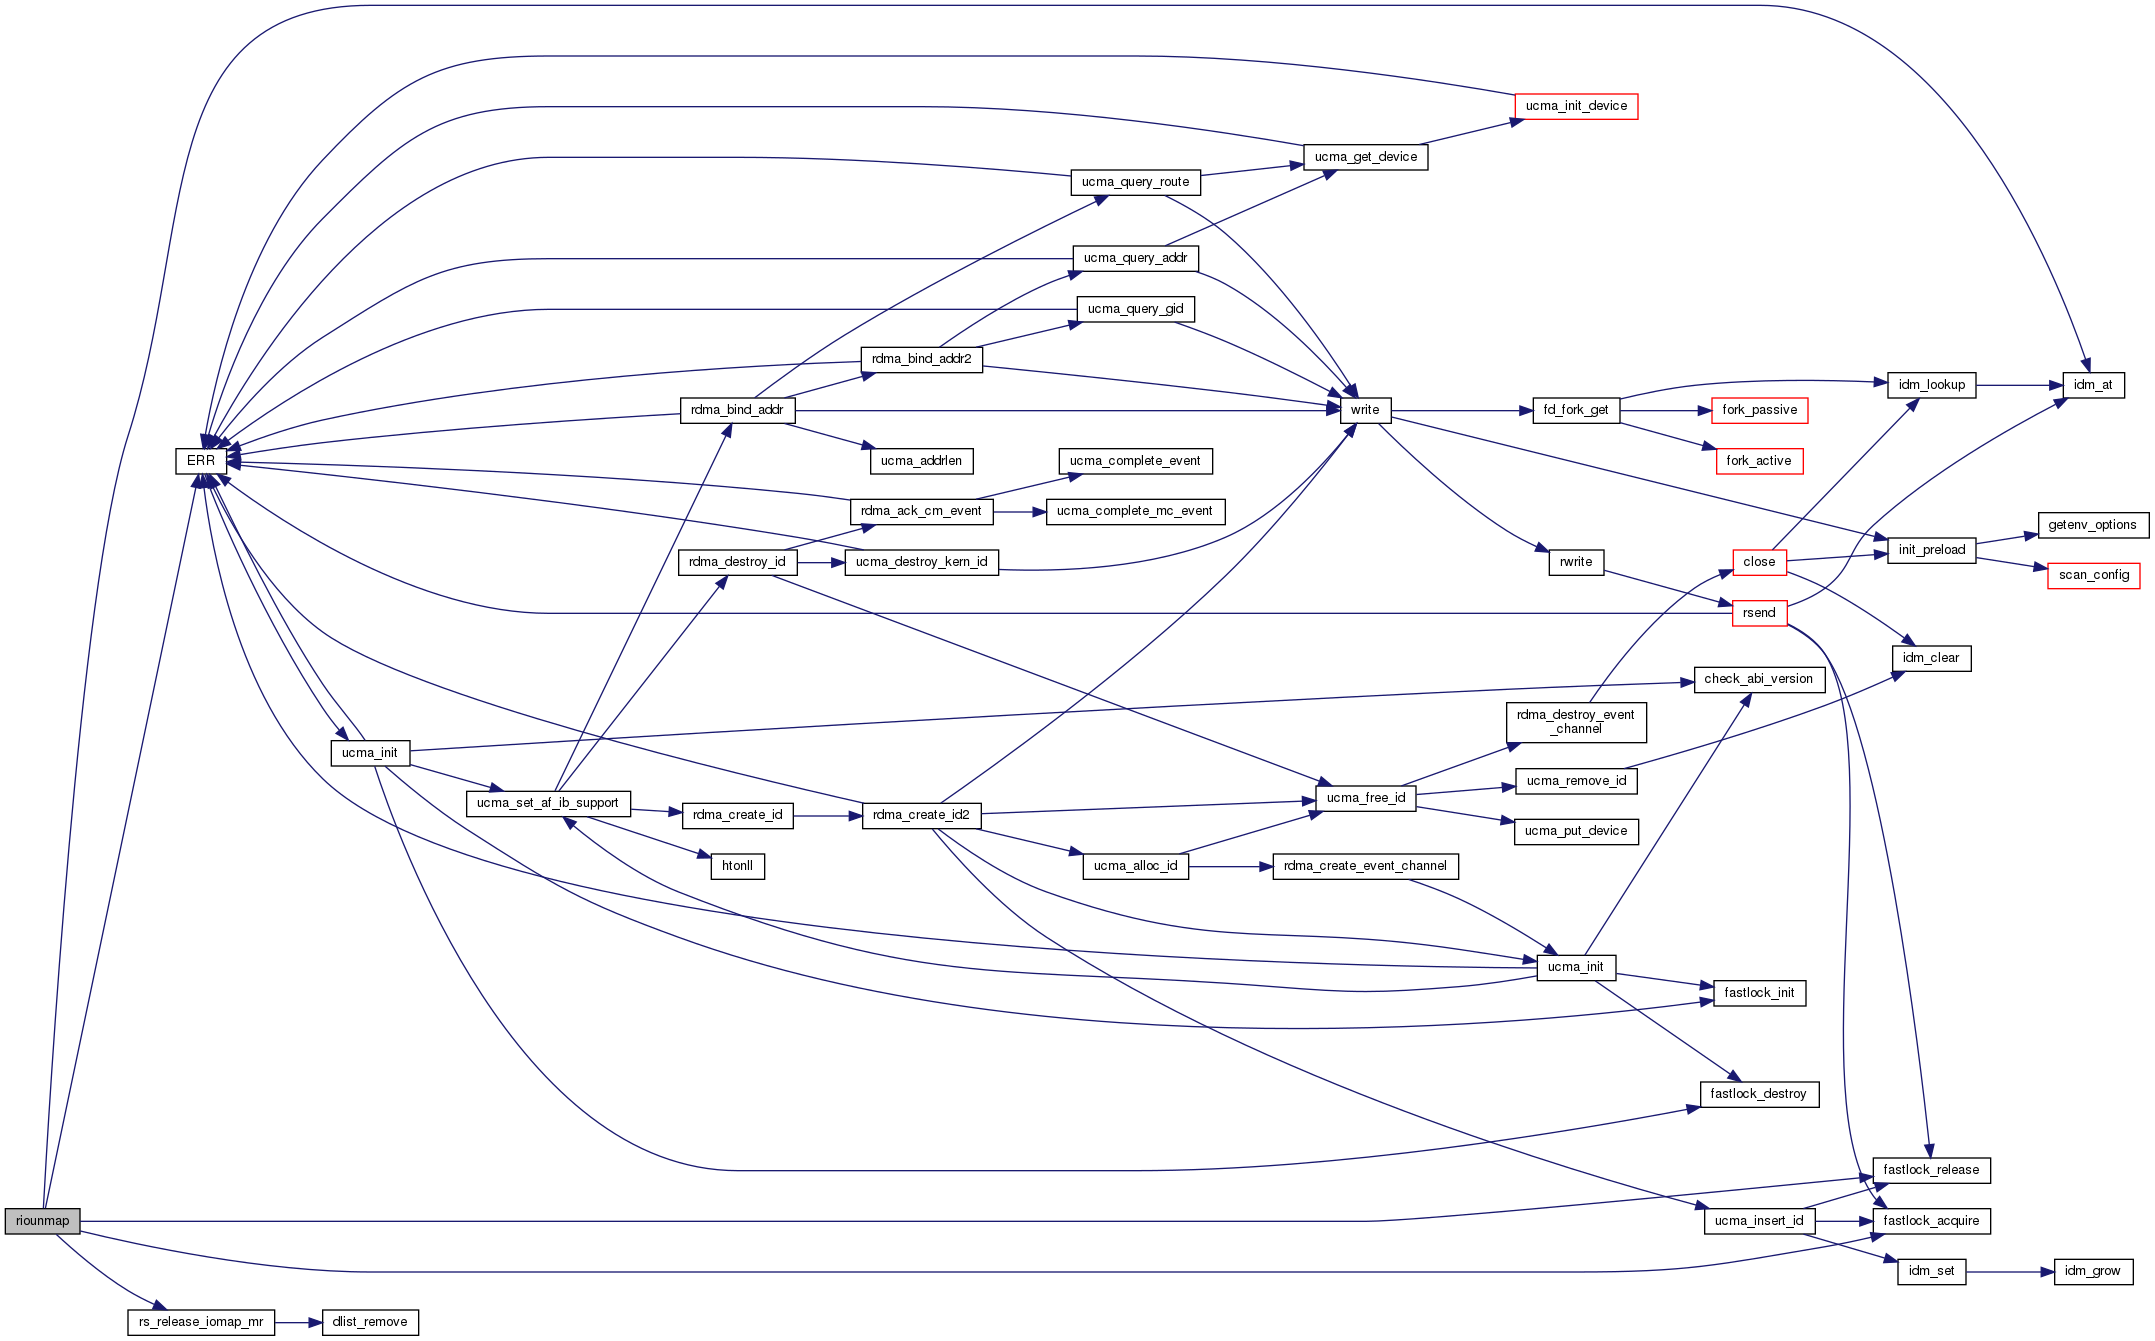 ucma_init_device
ucma_get_device
ucma_query_route
ucma_query_addr
ucma_query_gid
rdma_bind_addr2
idm_lookup
idm_at
rdma_bind_addr
write
fd_fork_get
fork_passive
ERR
ucma_addrlen
ucma_complete_event
fork_active
rdma_ack_cm_event
ucma_complete_mc_event
getenv_options
init_preload
rdma_destroy_id
ucma_destroy_kern_id
rwrite
close
scan_config
rsend
idm_clear
check_abi_version
rdma_destroy_event
_channel
ucma_init
ucma_remove_id
ucma_set_af_ib_support
ucma_free_id
rdma_create_id
rdma_create_id2
ucma_put_device
htonll
ucma_alloc_id
rdma_create_event_channel
ucma_init
fastlock_init
fastlock_destroy
fastlock_release
riounmap
ucma_insert_id
fastlock_acquire
idm_set
idm_grow
rs_release_iomap_mr
dlist_remove